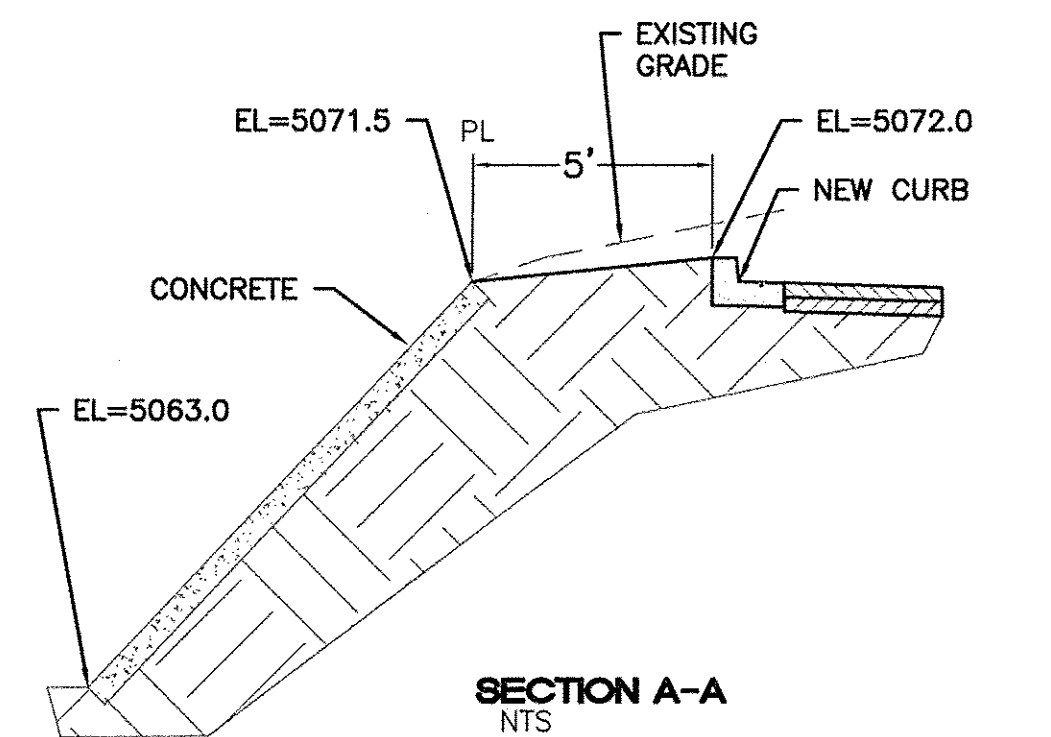 EXISTING
GRADE
EL=5071.5
PL
EL=5072.0
5'
NEW CURB
CONCRETE
EL=5063.0
SECTION A-A
NTS